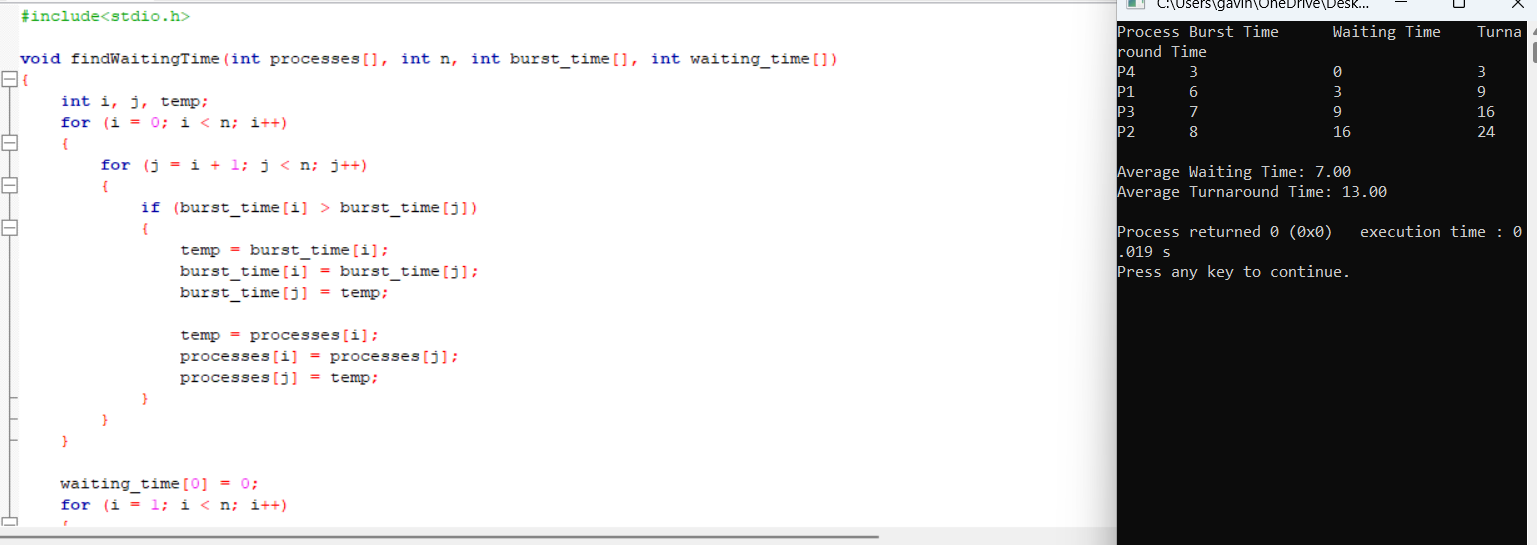 #include<stdio.h>
void findWaitingTime(int processes[], int n, int burst_time[], int waiting_time[])
{
    int i, j, temp;
    for (i = 0; i < n; i++)
    {
        for (j = i + 1; j < n; j++)
        {
            if (burst_time[i] > burst_time[j])
            {
                temp = burst_time[i];
                burst_time[i] = burst_time[j];
                burst_time[j] = temp;
                temp = processes[i];
                processes[i] = processes[j];
                processes[j] = temp;
            }
        }
    }
    waiting_time[0] = 0;
    for (i = 1; i < n; i++)
    {
C:\Users\gavin\OneDrive\Desk...
Process Burst Time      Waiting Time    Turna
round Time
P4      3               0               3
P1      6               3               9
P3      7               9               16
P2      8               16              24
Average Waiting Time: 7.00
Average Turnaround Time: 13.00
Process returned 0 (0x0)   execution time : 0
.019 s
Press any key to continue.